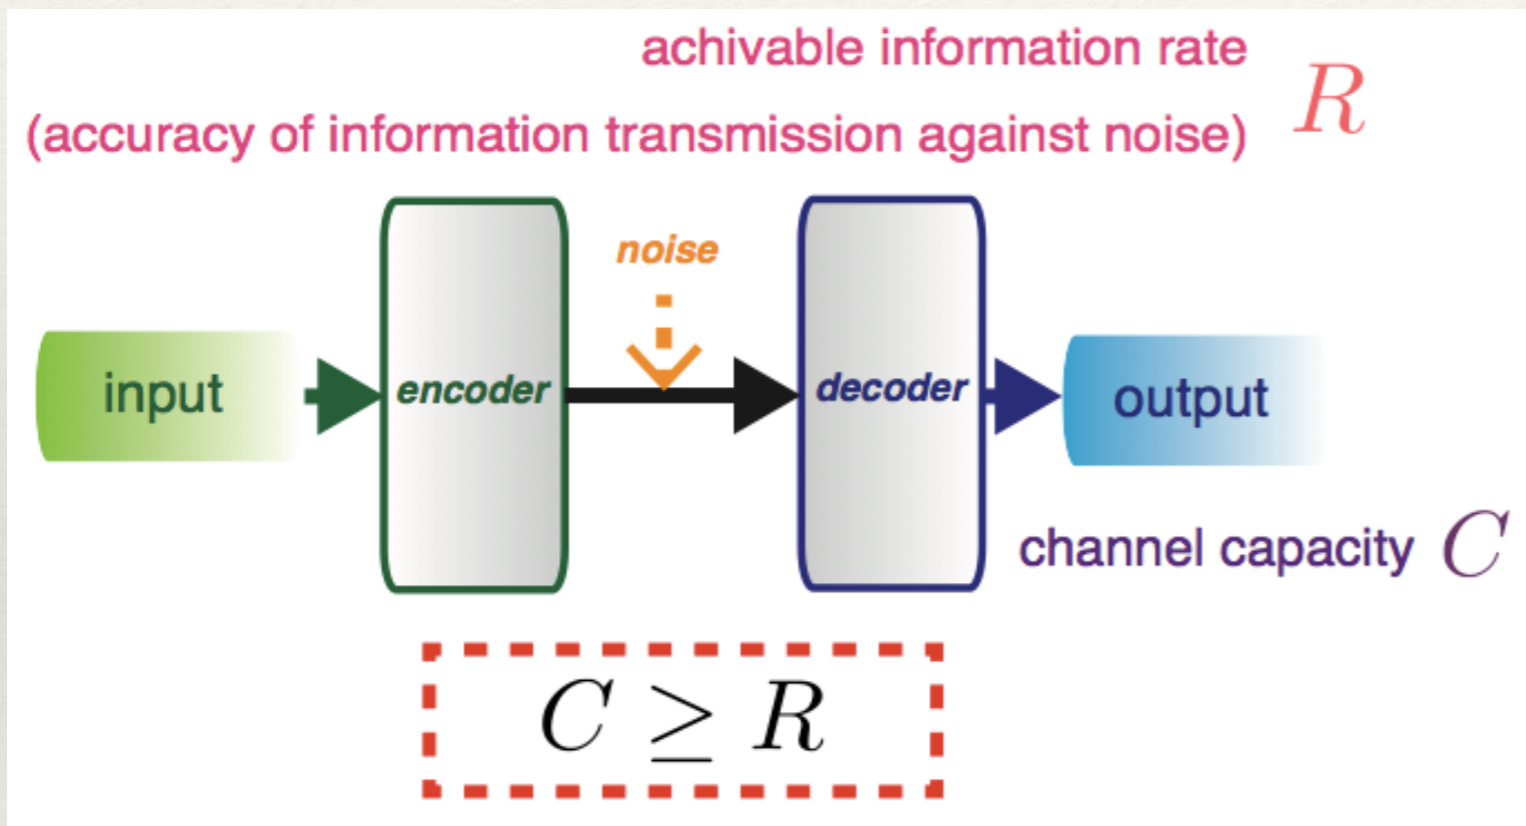 achivable information rate
(accuracy of information transmission against noise) R
noise
input
encoder
decoder
output
channel capacity C
C ≥ R